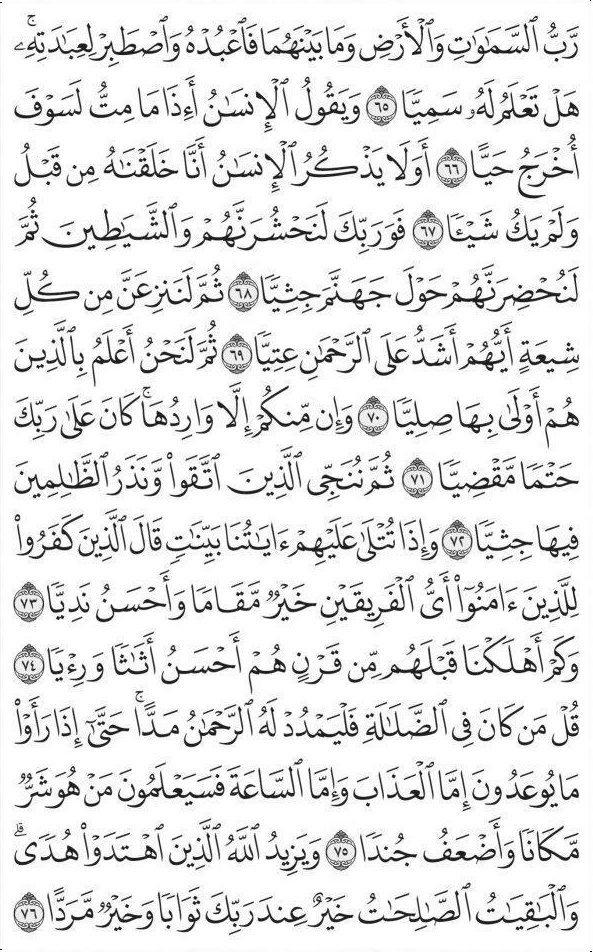 رَّبُّ ٱلسَّمَـٰوَٰتِ وَٱلْأَرْضِ وَمَا بَيْنَهُمَا فَٱعْبُدْهُ وَٱصْطَبِرْ لِعِبَـٰدَتِهِۦۚ
هَلْ تَعْلَمُ لَهُۥ سَمِيًّا ٦٥ وَيَقُولُ ٱلْإِنسَـٰنُ أَءِذَا مَا مِتُّ لَسَوْفَ
أُخْرَجُ حَيًّا ٦٦ أَوَلَا يَذْكُرُ ٱلْإِنسَـٰنُ أَنَّا خَلَقْنَـٰهُ مِن قَبْلُ
وَلَمْ يَكُ شَيْـًٔا ٦٧ فَوَرَبِّكَ لَنَحْشُرَنَّهُمْ وَٱلشَّيَـٰطِينَ ثُمَّ
لَنُحْضِرَنَّهُمْ حَوْلَ جَهَنَّمَ جِثِيًّا ٦٨ ثُمَّ لَنَنزِعَنَّ مِن كُلِّ
شِيعَةٍ أَيُّهُمْ أَشَدُّ عَلَى ٱلرَّحْمَـٰنِ عِتِيًّا ٦٩ ثُمَّ لَنَحْنُ أَعْلَمُ بِٱلَّذِينَ
هُمْ أَوْلَىٰ بِهَا صِلِيًّا ٧٠ وَإِن مِّنكُمْ إِلَّا وَارِدُهَاۚ كَانَ عَلَىٰ رَبِّكَ
حَتْمًا مَّقْضِيًّا ٧١ ثُمَّ نُنَجِّى ٱلَّذِينَ ٱتَّقَوا۟ وَّنَذَرُ ٱلظَّـٰلِمِينَ
فِيهَا جِثِيًّا ٧٢ وَإِذَا تُتْلَىٰ عَلَيْهِمْ ءَايَـٰتُنَا بَيِّنَـٰتٍ قَالَ ٱلَّذِينَ كَفَرُوا۟
لِلَّذِينَ ءَامَنُوٓا۟ أَىُّ ٱلْفَرِيقَيْنِ خَيْرٌ مَّقَامًا وَأَحْسَنُ نَدِيًّا ٧٣
وَكَمْ أَهْلَكْنَا قَبْلَهُم مِّن قَرْنٍ هُمْ أَحْسَنُ أَثَـٰثًا وَرِءْيًا ٧٤
قُلْ مَن كَانَ فِى ٱلضَّلَـٰلَةِ فَلْيَمْدُدْ لَهُ ٱلرَّحْمَـٰنُ مَدًّاۚ حَتَّىٰٓ إِذَا رَأَوْا۟
مَا يُوعَدُونَ إِمَّا ٱلْعَذَابَ وَإِمَّا ٱلسَّاعَةَ فَسَيَعْلَمُونَ مَنْ هُوَ شَرٌّ
مَّكَانًا وَأَضْعَفُ جُندًا ٧٥ وَيَزِيدُ ٱللَّهُ ٱلَّذِينَ ٱهْتَدَوْا۟ هُدًىۗ
وَٱلْبَـٰقِيَـٰتُ ٱلصَّـٰلِحَـٰتُ خَيْرٌ عِندَ رَبِّكَ ثَوَابًا وَخَيْرٌ مَّرَدًّا ٧٦